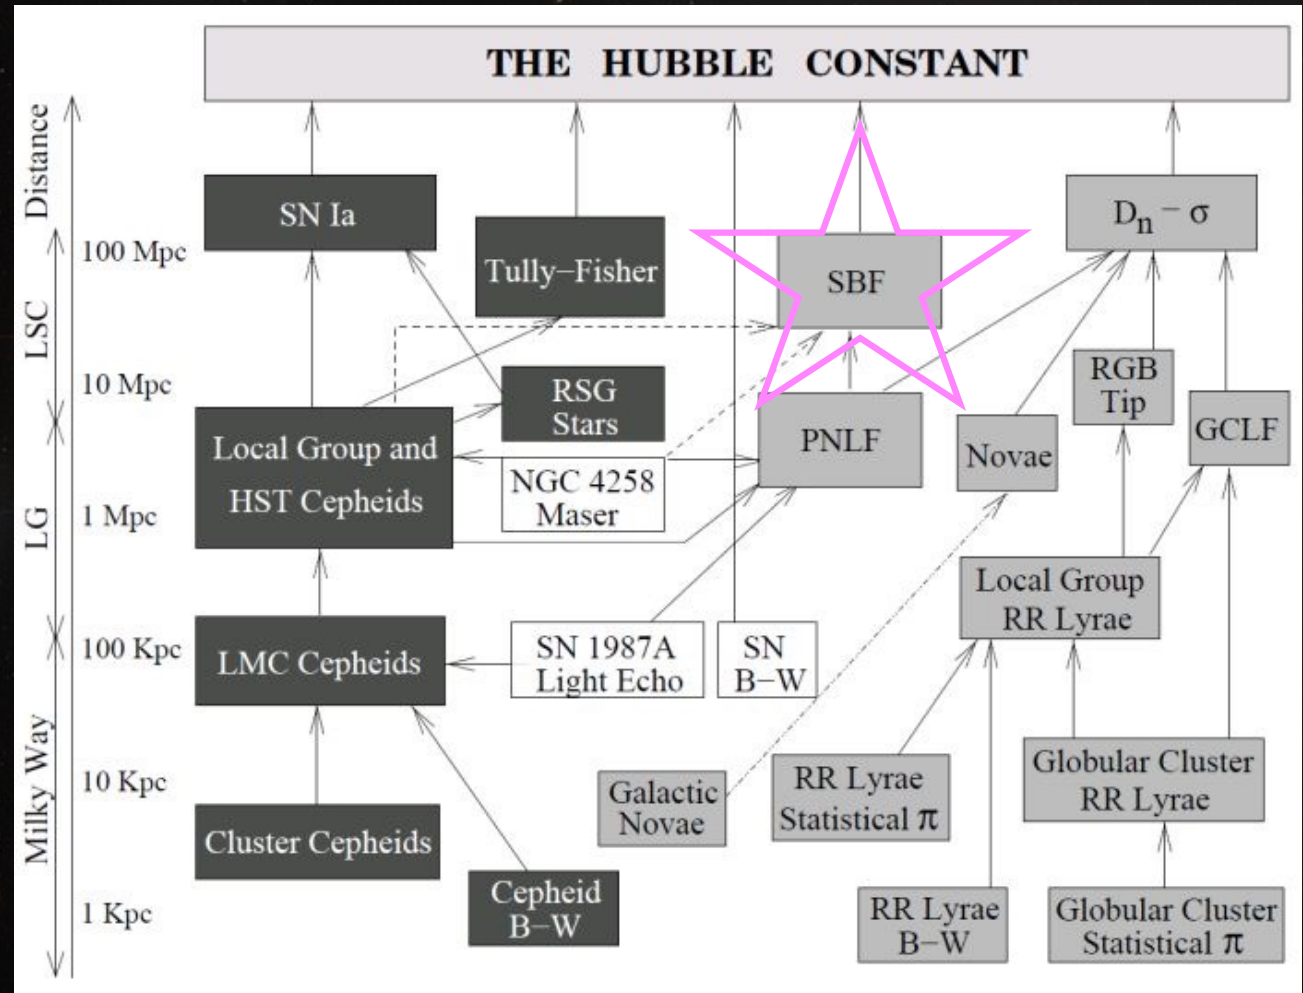 THE HUBBLE CONSTANT
Distance
LSC
LG
Milky Way
100 Mpc
10 Mpc
1 Mpc
100 Kpc
10 Kpc
1 Kpc
SN Ia
Tully−Fisher
SBF
Dn − σ
RSG
Stars
RGB
Tip
Local Group and
HST Cepheids
NGC 4258
Maser
PNLF
Novae
GCLF
Local Group
RR Lyrae
LMC Cepheids
SN 1987A
Light Echo
SN
B−W
Galactic
Novae
RR Lyrae
Statistical π
Globular Cluster
RR Lyrae
Cluster Cepheids
Cepheid
B−W
RR Lyrae
B−W
Globular Cluster
Statistical π